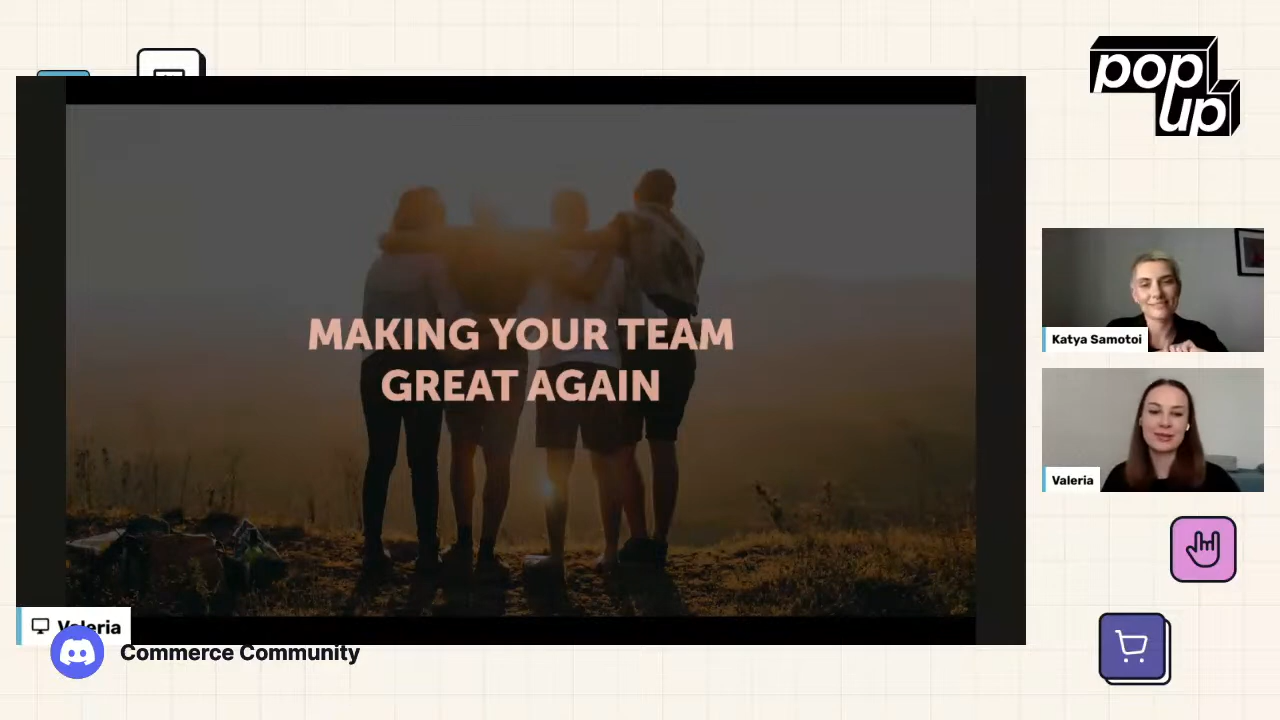 pop
up
MAKING YOUR TEAM
GREAT AGAIN
Katya Samotoi
Valeria
Valeria
Commerce Community